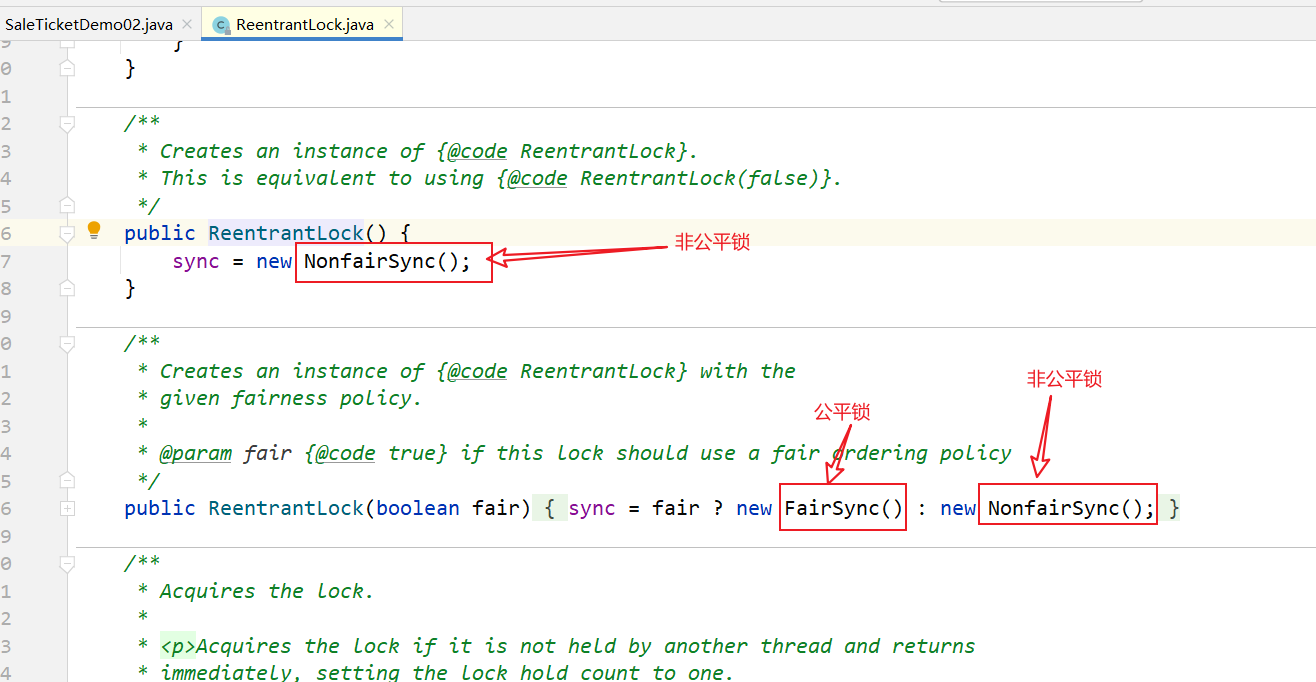 SaleTicketDemo02.java ReentrantLock.java
}
0 }
1
2 /**
3 * Creates an instance of {@code ReentrantLock}.
4 * This is equivalent to using {@code ReentrantLock(false)}.
5 */
6 public ReentrantLock() {
非公平锁
7 sync = new NonfairSync();
8 }
9
0 /**
1 * Creates an instance of {@code ReentrantLock} with the
非公平锁
2 * given fairness policy.
公平锁
3 *
4 * @param fair {@code true} if this lock should use a fair ordering policy
5 */
6 public ReentrantLock(boolean fair) { sync = fair ? new FairSync() : new NonfairSync(); }
9
0 /**
1 * Acquires the lock.
2 *
3 * <p>Acquires the lock if it is not held by another thread and returns
4 * immediately, setting the lock hold count to one.